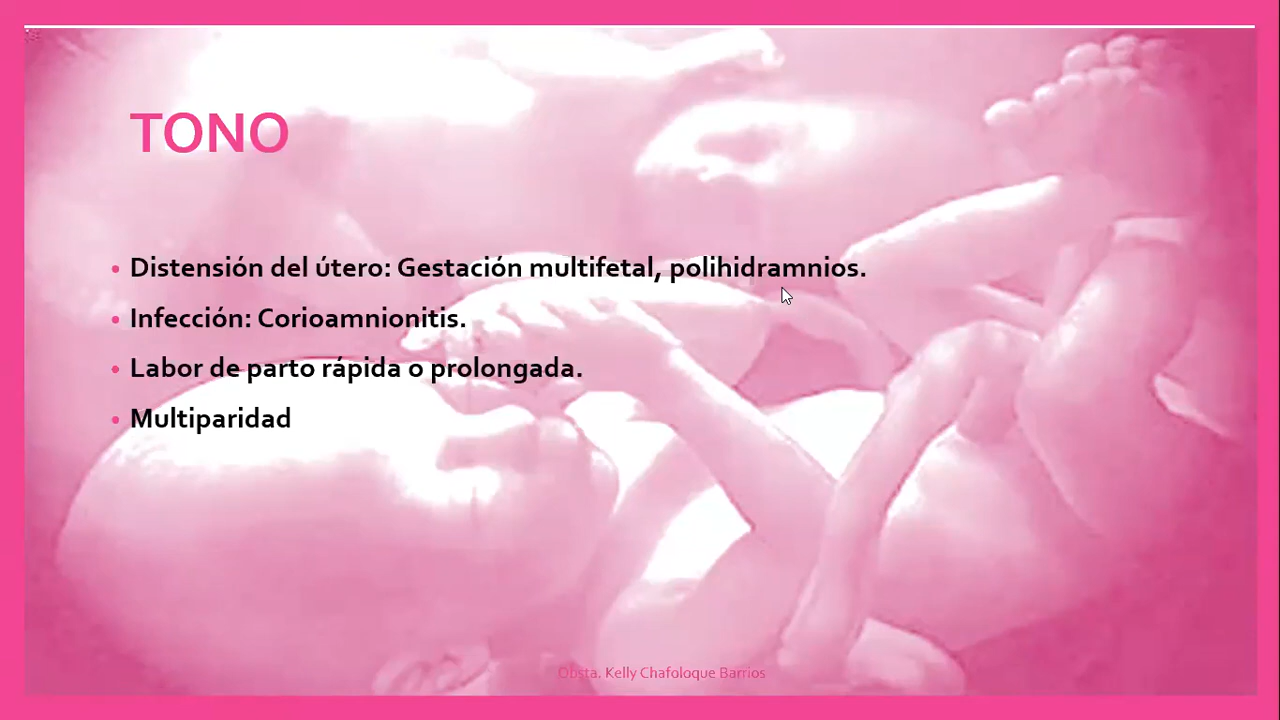 TONO
• Distensión del útero: Gestación multifetal, polihidramnios.
• Infección: Corioamnionitis.
• Labor de parto rápida o prolongada.
• Multiparidad
Obsta. Kelly Chafoloque Barrios